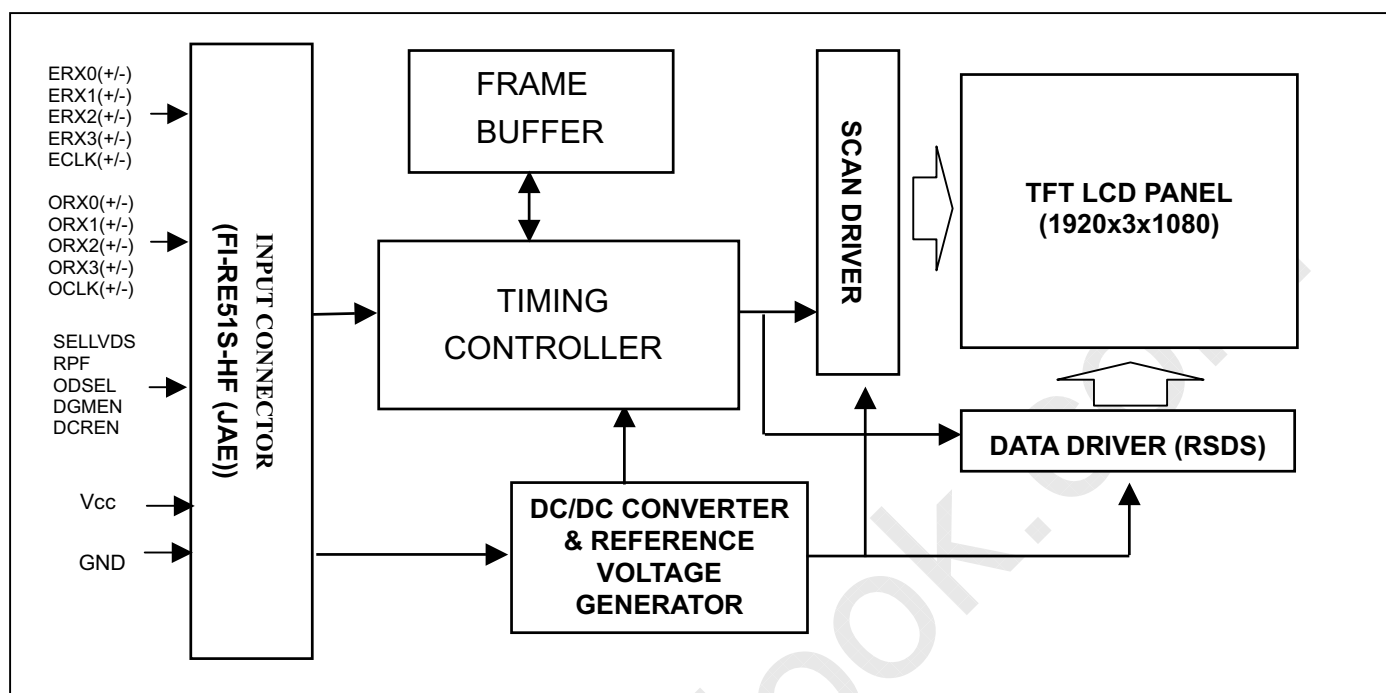 ERX0(+/-)
ERX1(+/-)
ERX2(+/-)
ERX3(+/-)
ECLK(+/-)
ORX0(+/-)
ORX1(+/-)
ORX2(+/-)
ORX3(+/-)
OCLK(+/-)
SELLVDS
RPF
ODSEL
DGMEN
DCREN
Vcc
GND
INPUT CONNECTOR
(FI-RE51S-HF (JAE))
FRAME
BUFFER
TIMING
CONTROLLER
DC/DC CONVERTER
& REFERENCE
VOLTAGE
GENERATOR
SCAN DRIVER
TFT LCD PANEL
(1920x3x1080)
DATA DRIVER (RSDS)
ook.com